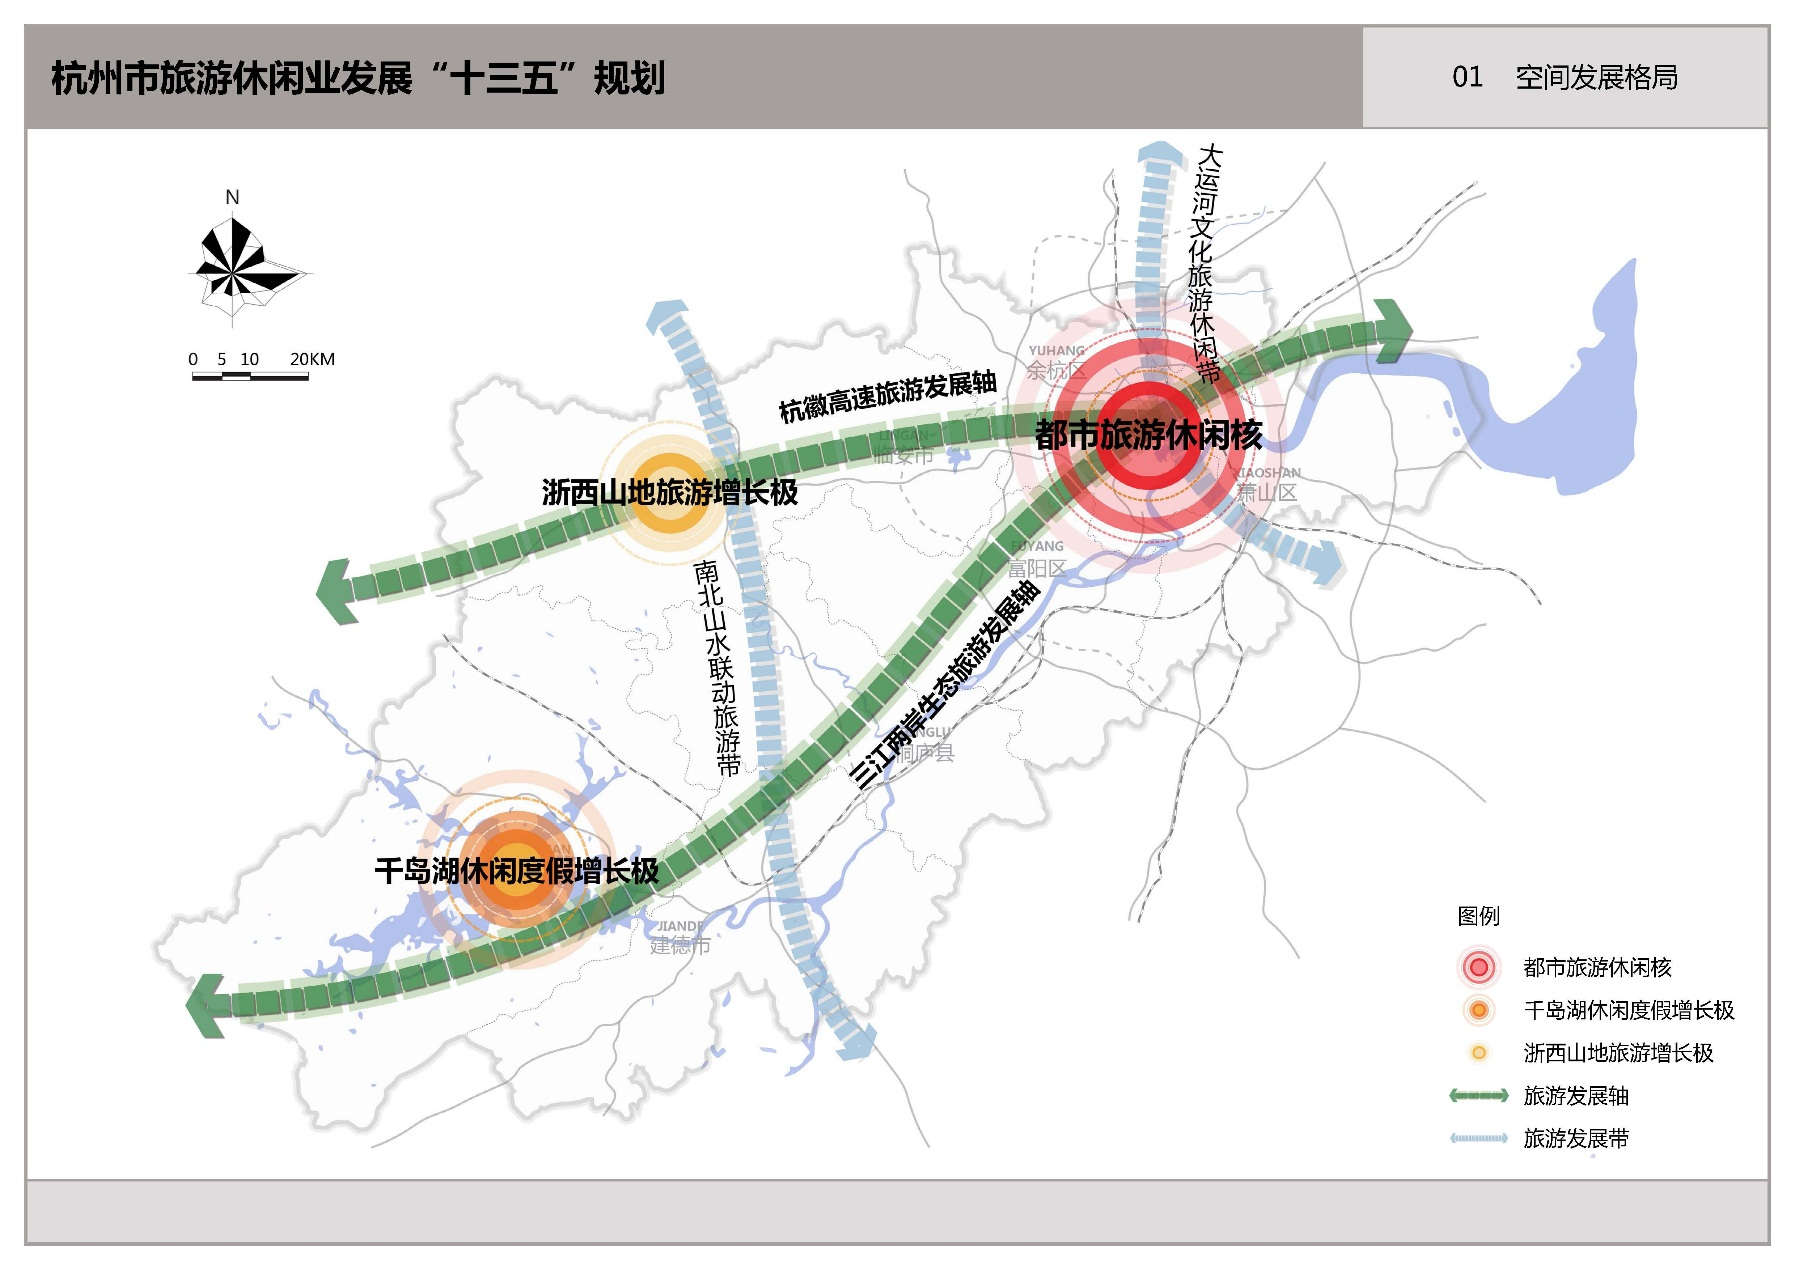 杭州市旅游休闲业发展“十三五”规划
01 空间发展格局
N
0 5 10 20KM
大运河文化旅游休闲带
YUHANG
余杭区
杭徽高速旅游发展轴
都市旅游休闲核
LINGAN
临安市
XIAOSHAN
萧山区
浙西山地旅游增长极
FUYANG
富阳区
南北山水联动旅游带
三江两岸生态旅游发展轴
桐庐县
千岛湖休闲度假增长极
JIANDE
建德市
图例
都市旅游休闲核
千岛湖休闲度假增长极
浙西山地旅游增长极
旅游发展轴
旅游发展带